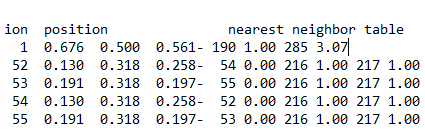 ion  position               nearest neighbor table
1  0.676  0.500  0.561-  190 1.00 285 3.07
52  0.130  0.318  0.258-  54 0.00 216 1.00 217 1.00
53  0.191  0.318  0.197-  55 0.00 216 1.00 217 1.00
54  0.130  0.318  0.258-  52 0.00 216 1.00 217 1.00
55  0.191  0.318  0.197-  53 0.00 216 1.00 217 1.00